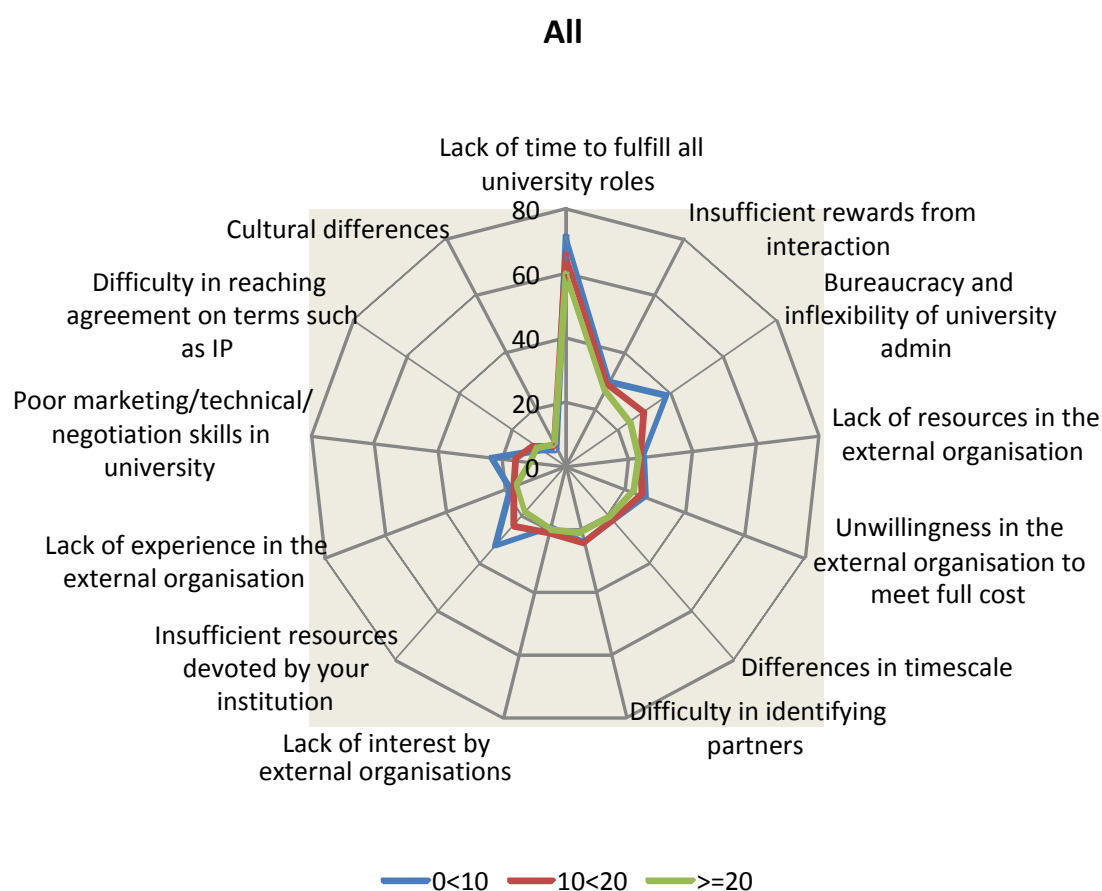 All
Lack of time to fulfill all
university roles
Insufficient rewards from
interaction
Bureaucracy and
inflexibility of university
admin
Lack of resources in the
external organisation
Unwillingness in the
external organisation to
meet full cost
Differences in timescale
Difficulty in identifying
partners
Lack of interest by
external organisations
Insufficient resources
devoted by your
institution
Lack of experience in the
external organisation
Poor marketing/technical/
negotiation skills in
university
Difficulty in reaching
agreement on terms such
as IP
Cultural differences
80
60
40
20
0
0<10 10<20 >=20